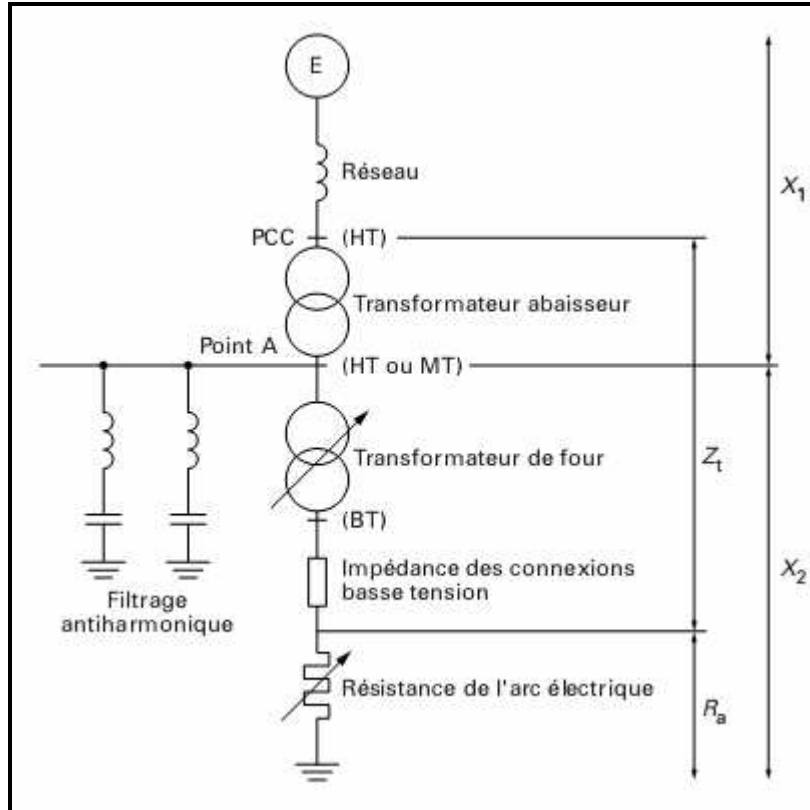 E
Réseau
X1
PCC (HT)
Transformateur abaisseur
Point A
(HT ou MT)
Transformateur de four
Zt
(BT)
X2
Impédance des connexions
basse tension
Filtrage
antiharmonique
Résistance de l'arc électrique
Ra